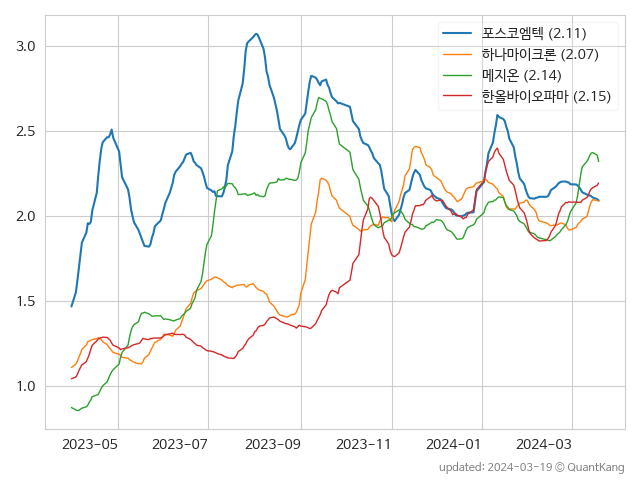 포스코엠텍 (2.11)
하나마이크론 (2.07)
메지온 (2.14)
한올바이오파마 (2.15)
3.0
2.5
2.0
1.5
1.0
2023-05 2023-07 2023-09 2023-11 2024-01 2024-03
updated: 2024-03-19 © QuantKang